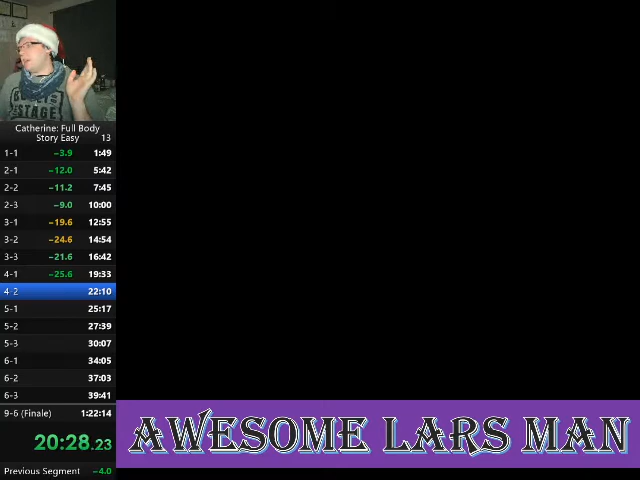 Catherine: Full Body
Story Easy 13
1-1 −3.9 1:49
2-1 −12.0 5:42
2-2 −11.2 7:45
2-3 −9.0 10:00
3-1 −19.6 12:55
3-2 −24.6 14:54
3-3 −21.6 16:42
4-1 −25.6 19:33
4-2 22:10
5-1 25:17
5-2 27:39
5-3 30:07
6-1 34:05
6-2 37:03
6-3 39:41
9-6 (Finale) 1:22:14
20:28.23
Previous Segment −4.0
AWESOME LARS MAN